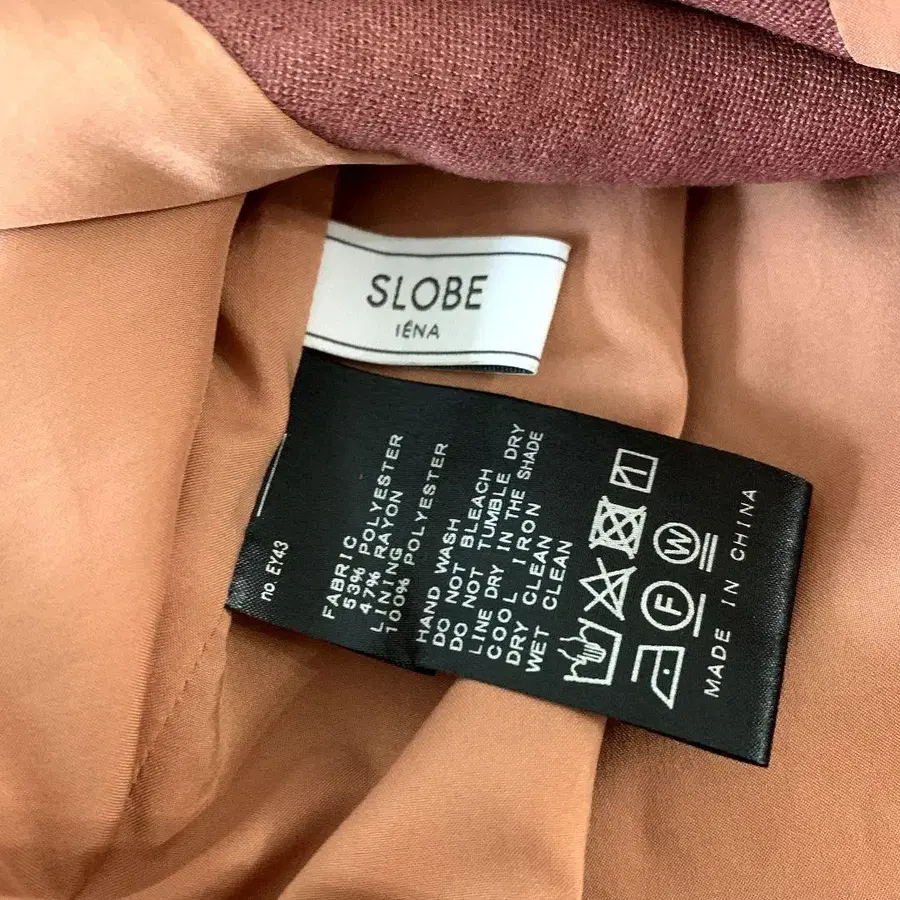 SLOBE
IÉNA
no. EY43
FABRIC
53% POLYESTER
47% RAYON
LINING
100% POLYESTER
HAND WASH
DO NOT BLEACH
DO NOT TUMBLE DRY
LINE DRY IN THE SHADE
COOL IRON
DRY CLEAN
WET CLEAN
F
W
MADE IN CHINA